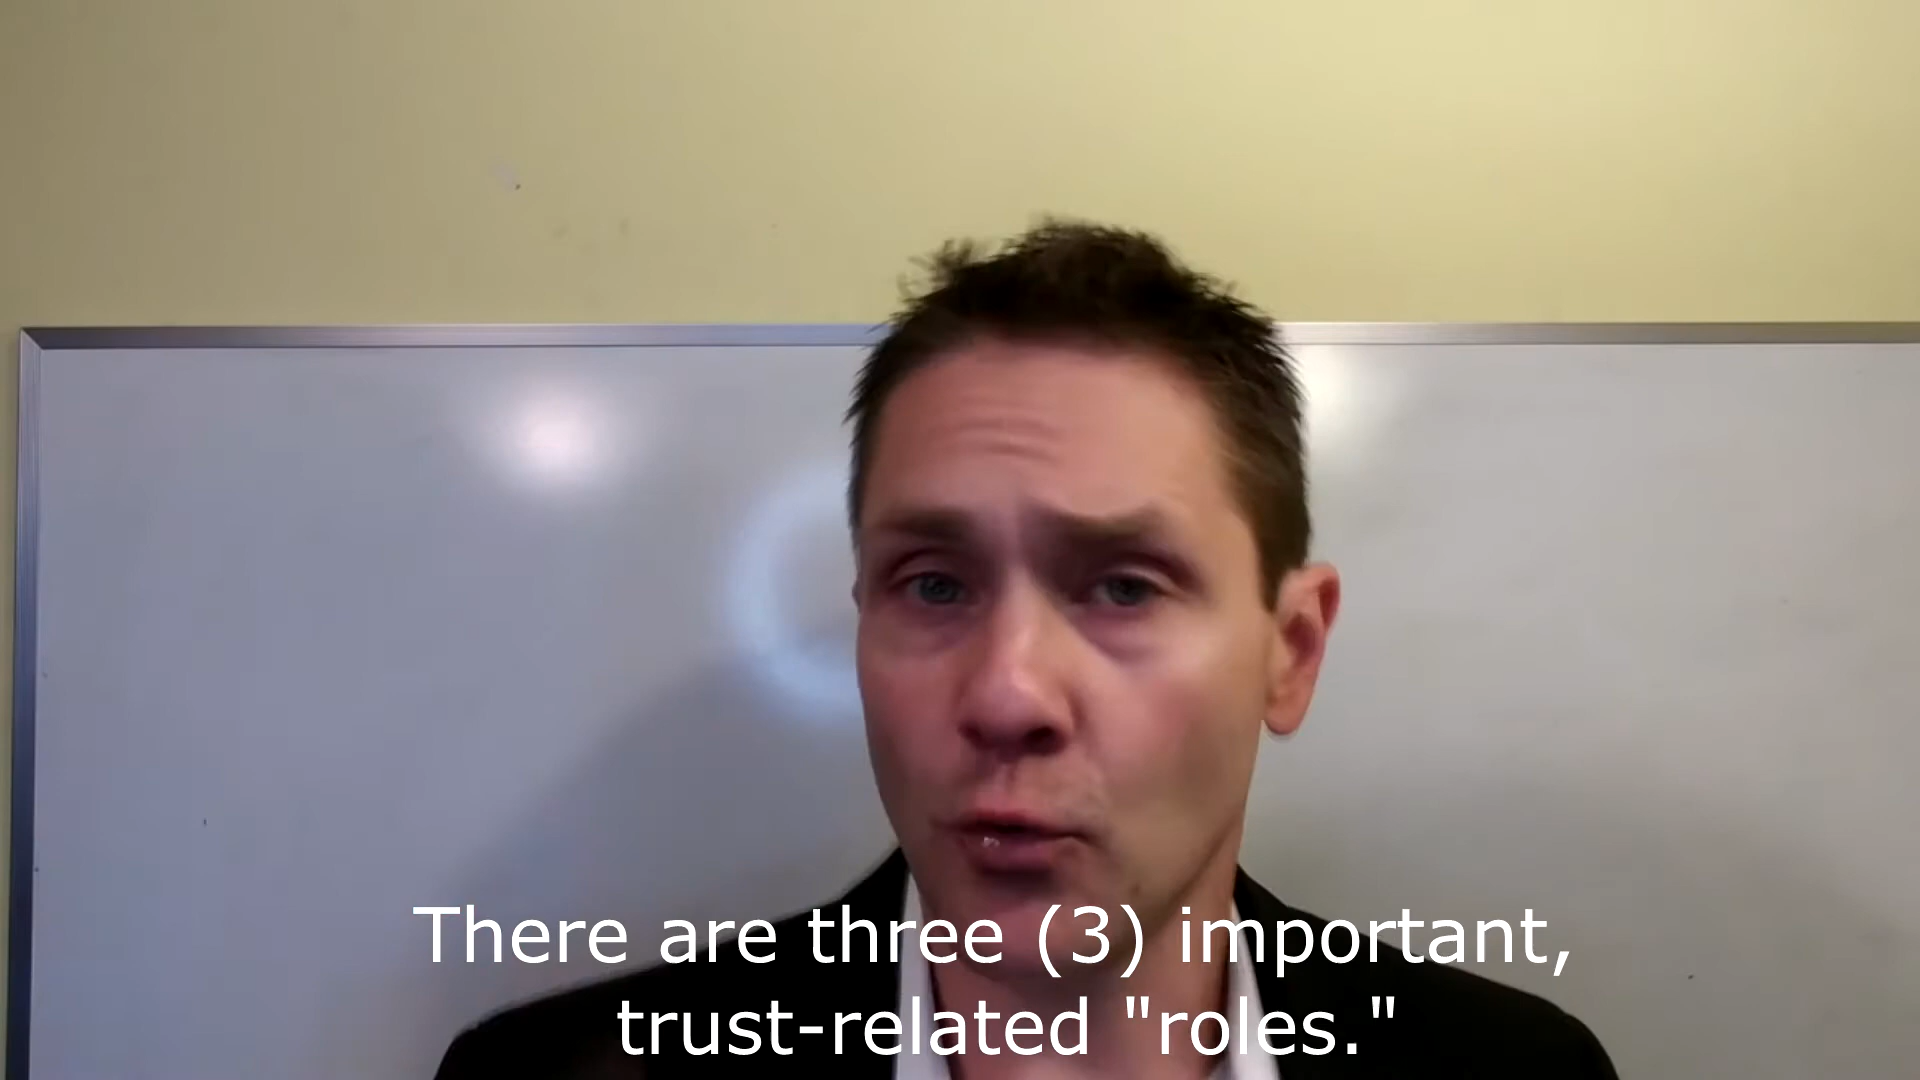 There are three (3) important,
trust-related "roles."